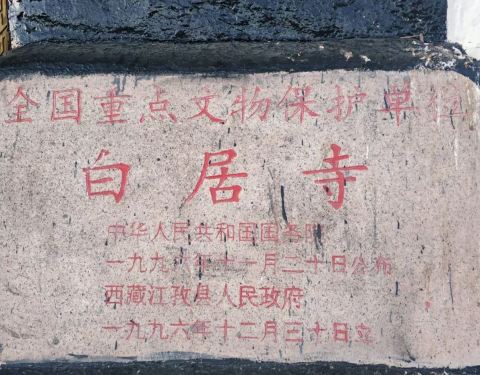 全国重点文物保护单位
白居寺
中华人民共和国国务院
一九九六年十一月二十日公布
西藏江孜县人民政府
一九九六年十二月三十日立